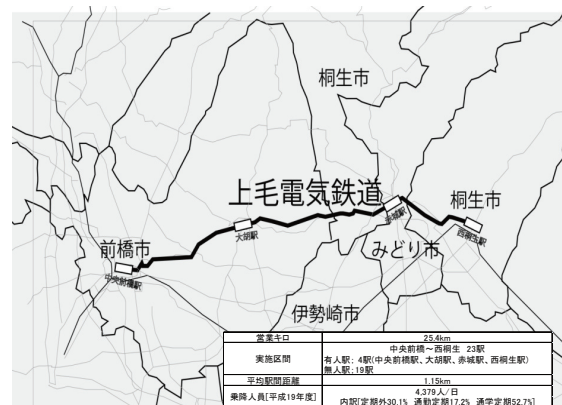 桐生市
上毛電気鉄道
桐生市
赤城駅
大胡駅
西桐生駅
前橋市
みどり市
中央前橋駅
伊勢崎市
営業キロ 25.4km
実施区間 中央前橋～西桐生 23駅
有人駅；4駅(中央前橋駅、大胡駅、赤城駅、西桐生駅)
無人駅；19駅
平均駅間距離 1.15km
乗降人員[平成19年度] 4,379人/日
内訳[定期外30.1% 通勤定期17.2% 通学定期52.7%]